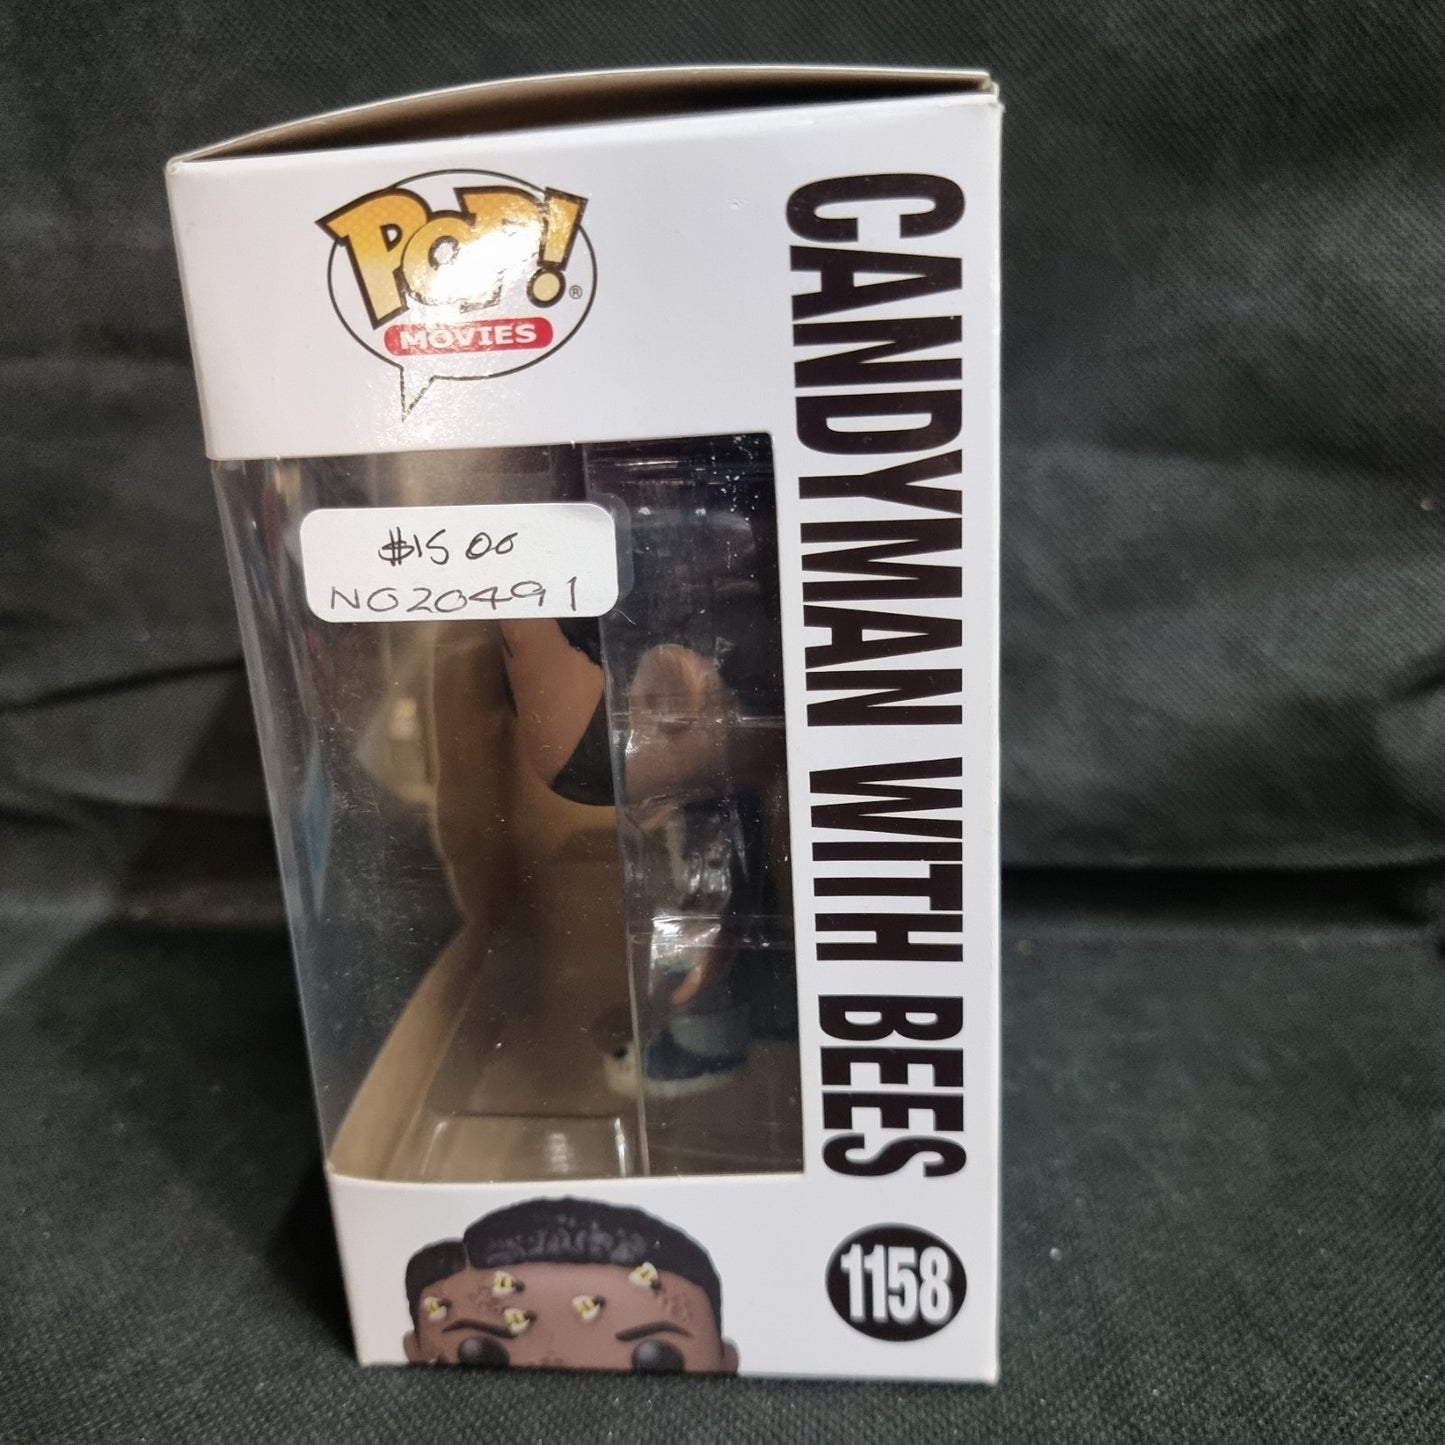 POP!®
MOVIES
$15 00
NO20491
CANDYMAN WITH BEES
1158